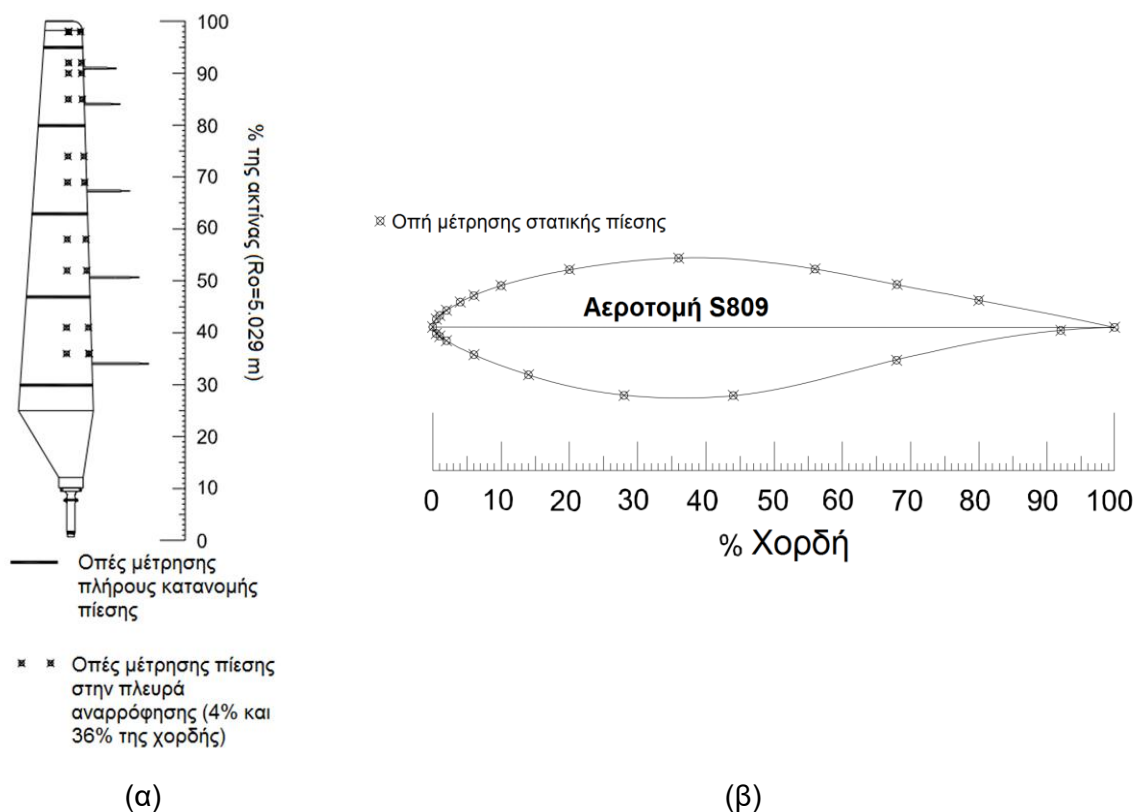 100
90
80
70
60
50
40
30
20
10
0
% της ακτίνας (Ro=5.029 m)
Οπές μέτρησης
πλήρους κατανομής
πίεσης
Οπές μέτρησης πίεσης
στην πλευρά
αναρρόφησης (4% και
36% της χορδής)
(α)
Οπή μέτρησης στατικής πίεσης
Αεροτομή S809
0 10 20 30 40 50 60 70 80 90 100
% Χορδή
(β)